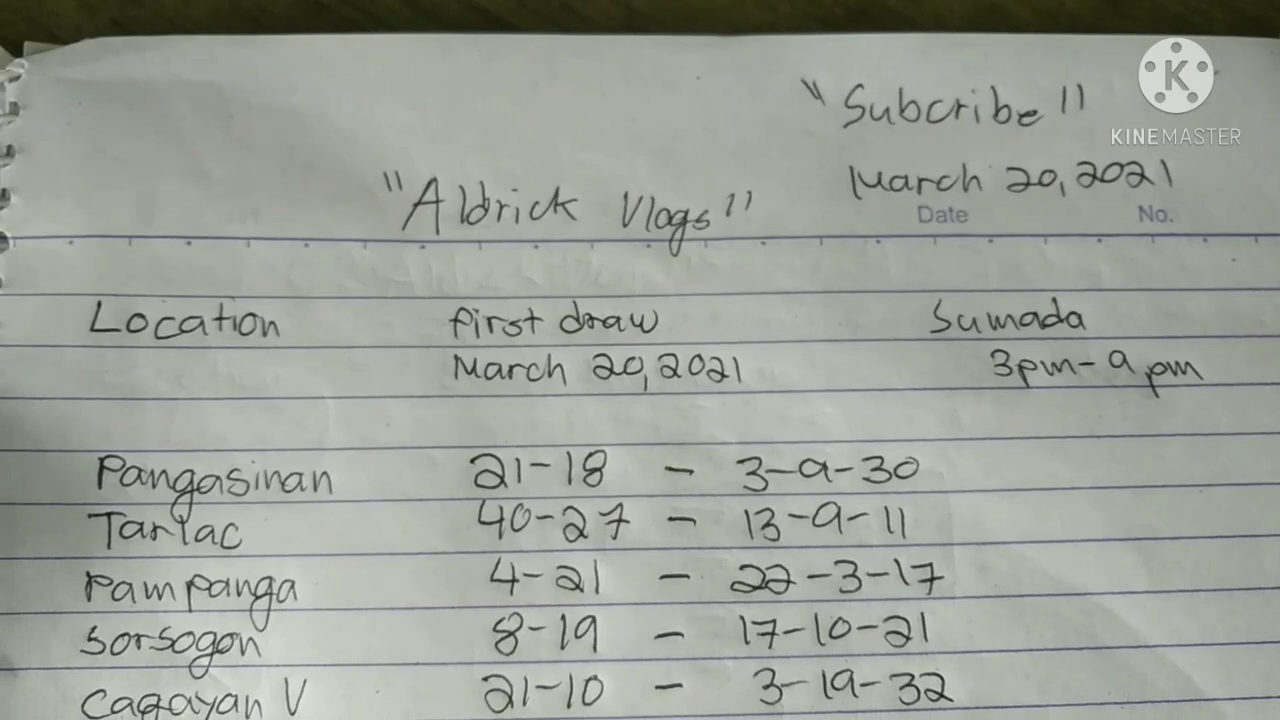 "Subcribe"
K
KINEMASTER
"Aldrick Vlogs"
March 20, 2021
Date No.
Location first draw Sumada
March 20, 2021 3pm-9pm
Pangasinan 21-18 - 3-9-30
Tarlac 40-27 - 13-9-11
Pampanga 4-21 - 22-3-17
Sorsogon 8-19 - 17-10-21
Cagayan V 21-10 - 3-19-32